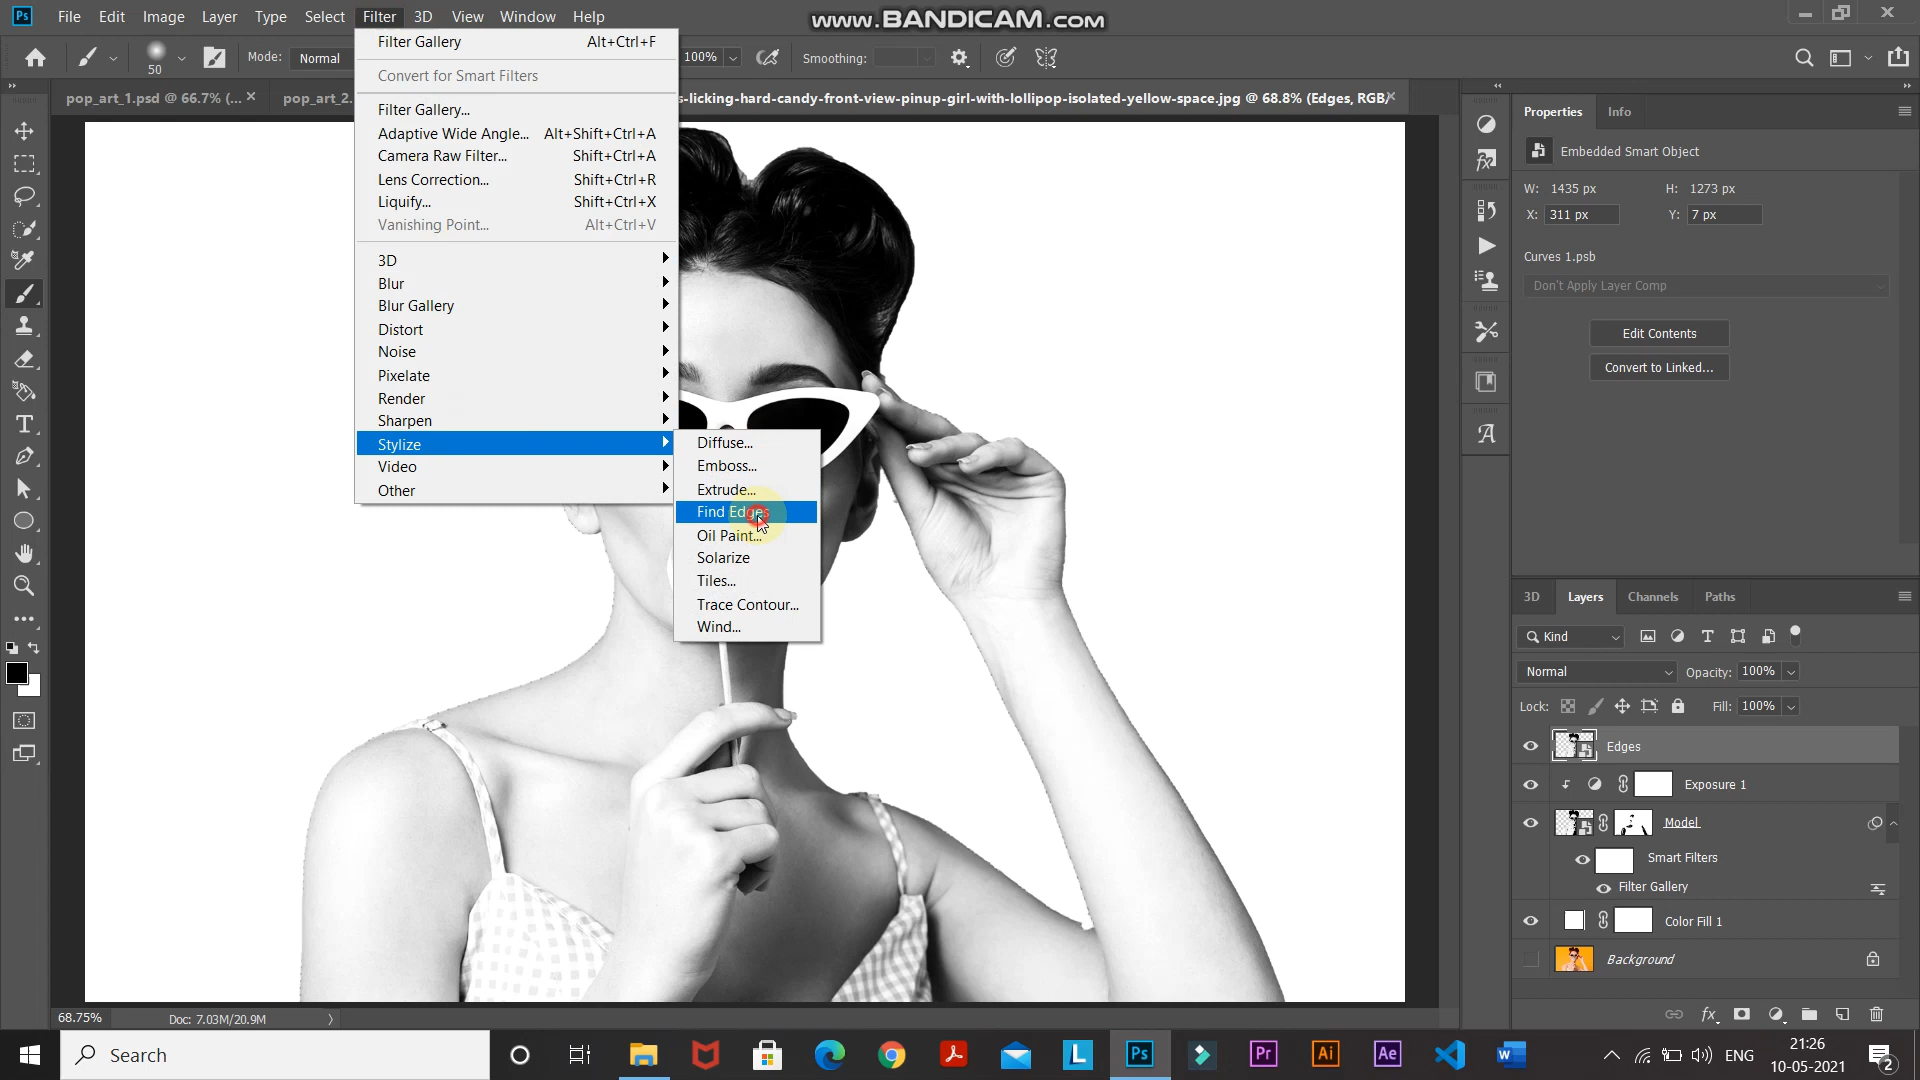 Ps File Edit Image Layer Type Select Filter 3D View Window Help
www.BANDICAM.com
50 Mode: Normal 100% Smoothing:
pop_art_1.psd @ 66.7% (... × pop_art_2. s-licking-hard-candy-front-view-pinup-girl-with-lollipop-isolated-yellow-space.jpg @ 68.8% (Edges, RGB/ ×
Filter Gallery Alt+Ctrl+F
Convert for Smart Filters
Filter Gallery...
Adaptive Wide Angle... Alt+Shift+Ctrl+A
Camera Raw Filter... Shift+Ctrl+A
Lens Correction... Shift+Ctrl+R
Liquify... Shift+Ctrl+X
Vanishing Point... Alt+Ctrl+V
3D
Blur
Blur Gallery
Distort
Noise
Pixelate
Render
Sharpen
Stylize
Video
Other
Diffuse...
Emboss...
Extrude...
Find Edges
Oil Paint...
Solarize
Tiles...
Trace Contour...
Wind...
Properties Info
Embedded Smart Object
W: 1435 px H: 1273 px
X: 311 px Y: 7 px
Curves 1.psb
Don't Apply Layer Comp
Edit Contents
Convert to Linked...
3D Layers Channels Paths
Kind
Normal Opacity: 100%
Lock: Fill: 100%
Edges
Exposure 1
Model
Smart Filters
Filter Gallery
Color Fill 1
Background
68.75% Doc: 7.03M/20.9M
Search
L Ps Pr Ai Ae W
ENG
21:26
10-05-2021
2